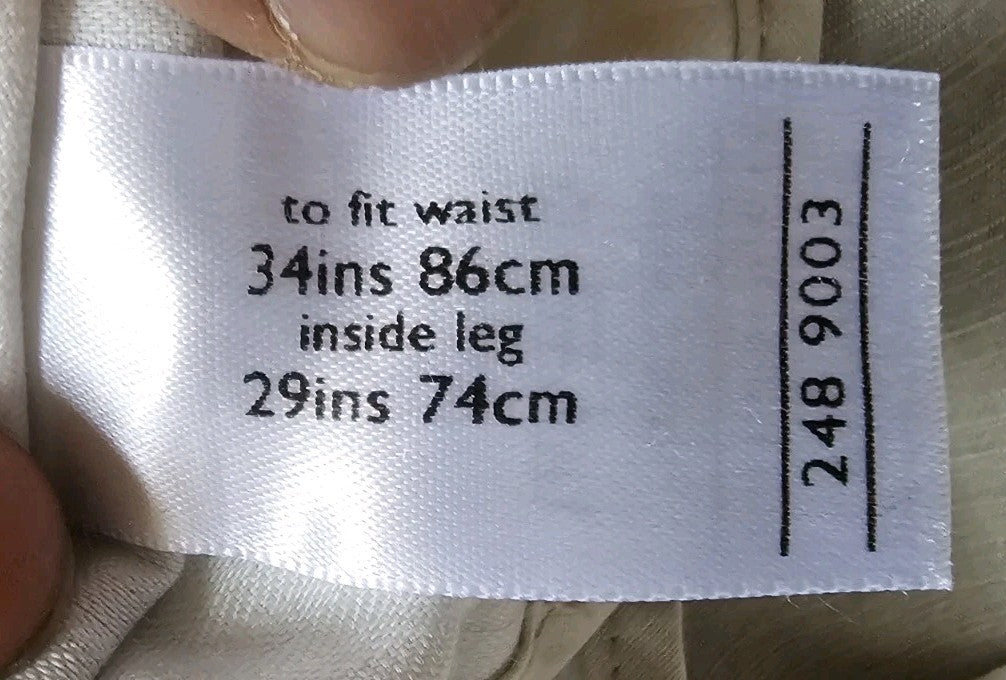 to fit waist
34ins 86cm
inside leg
29ins 74cm
248 9003